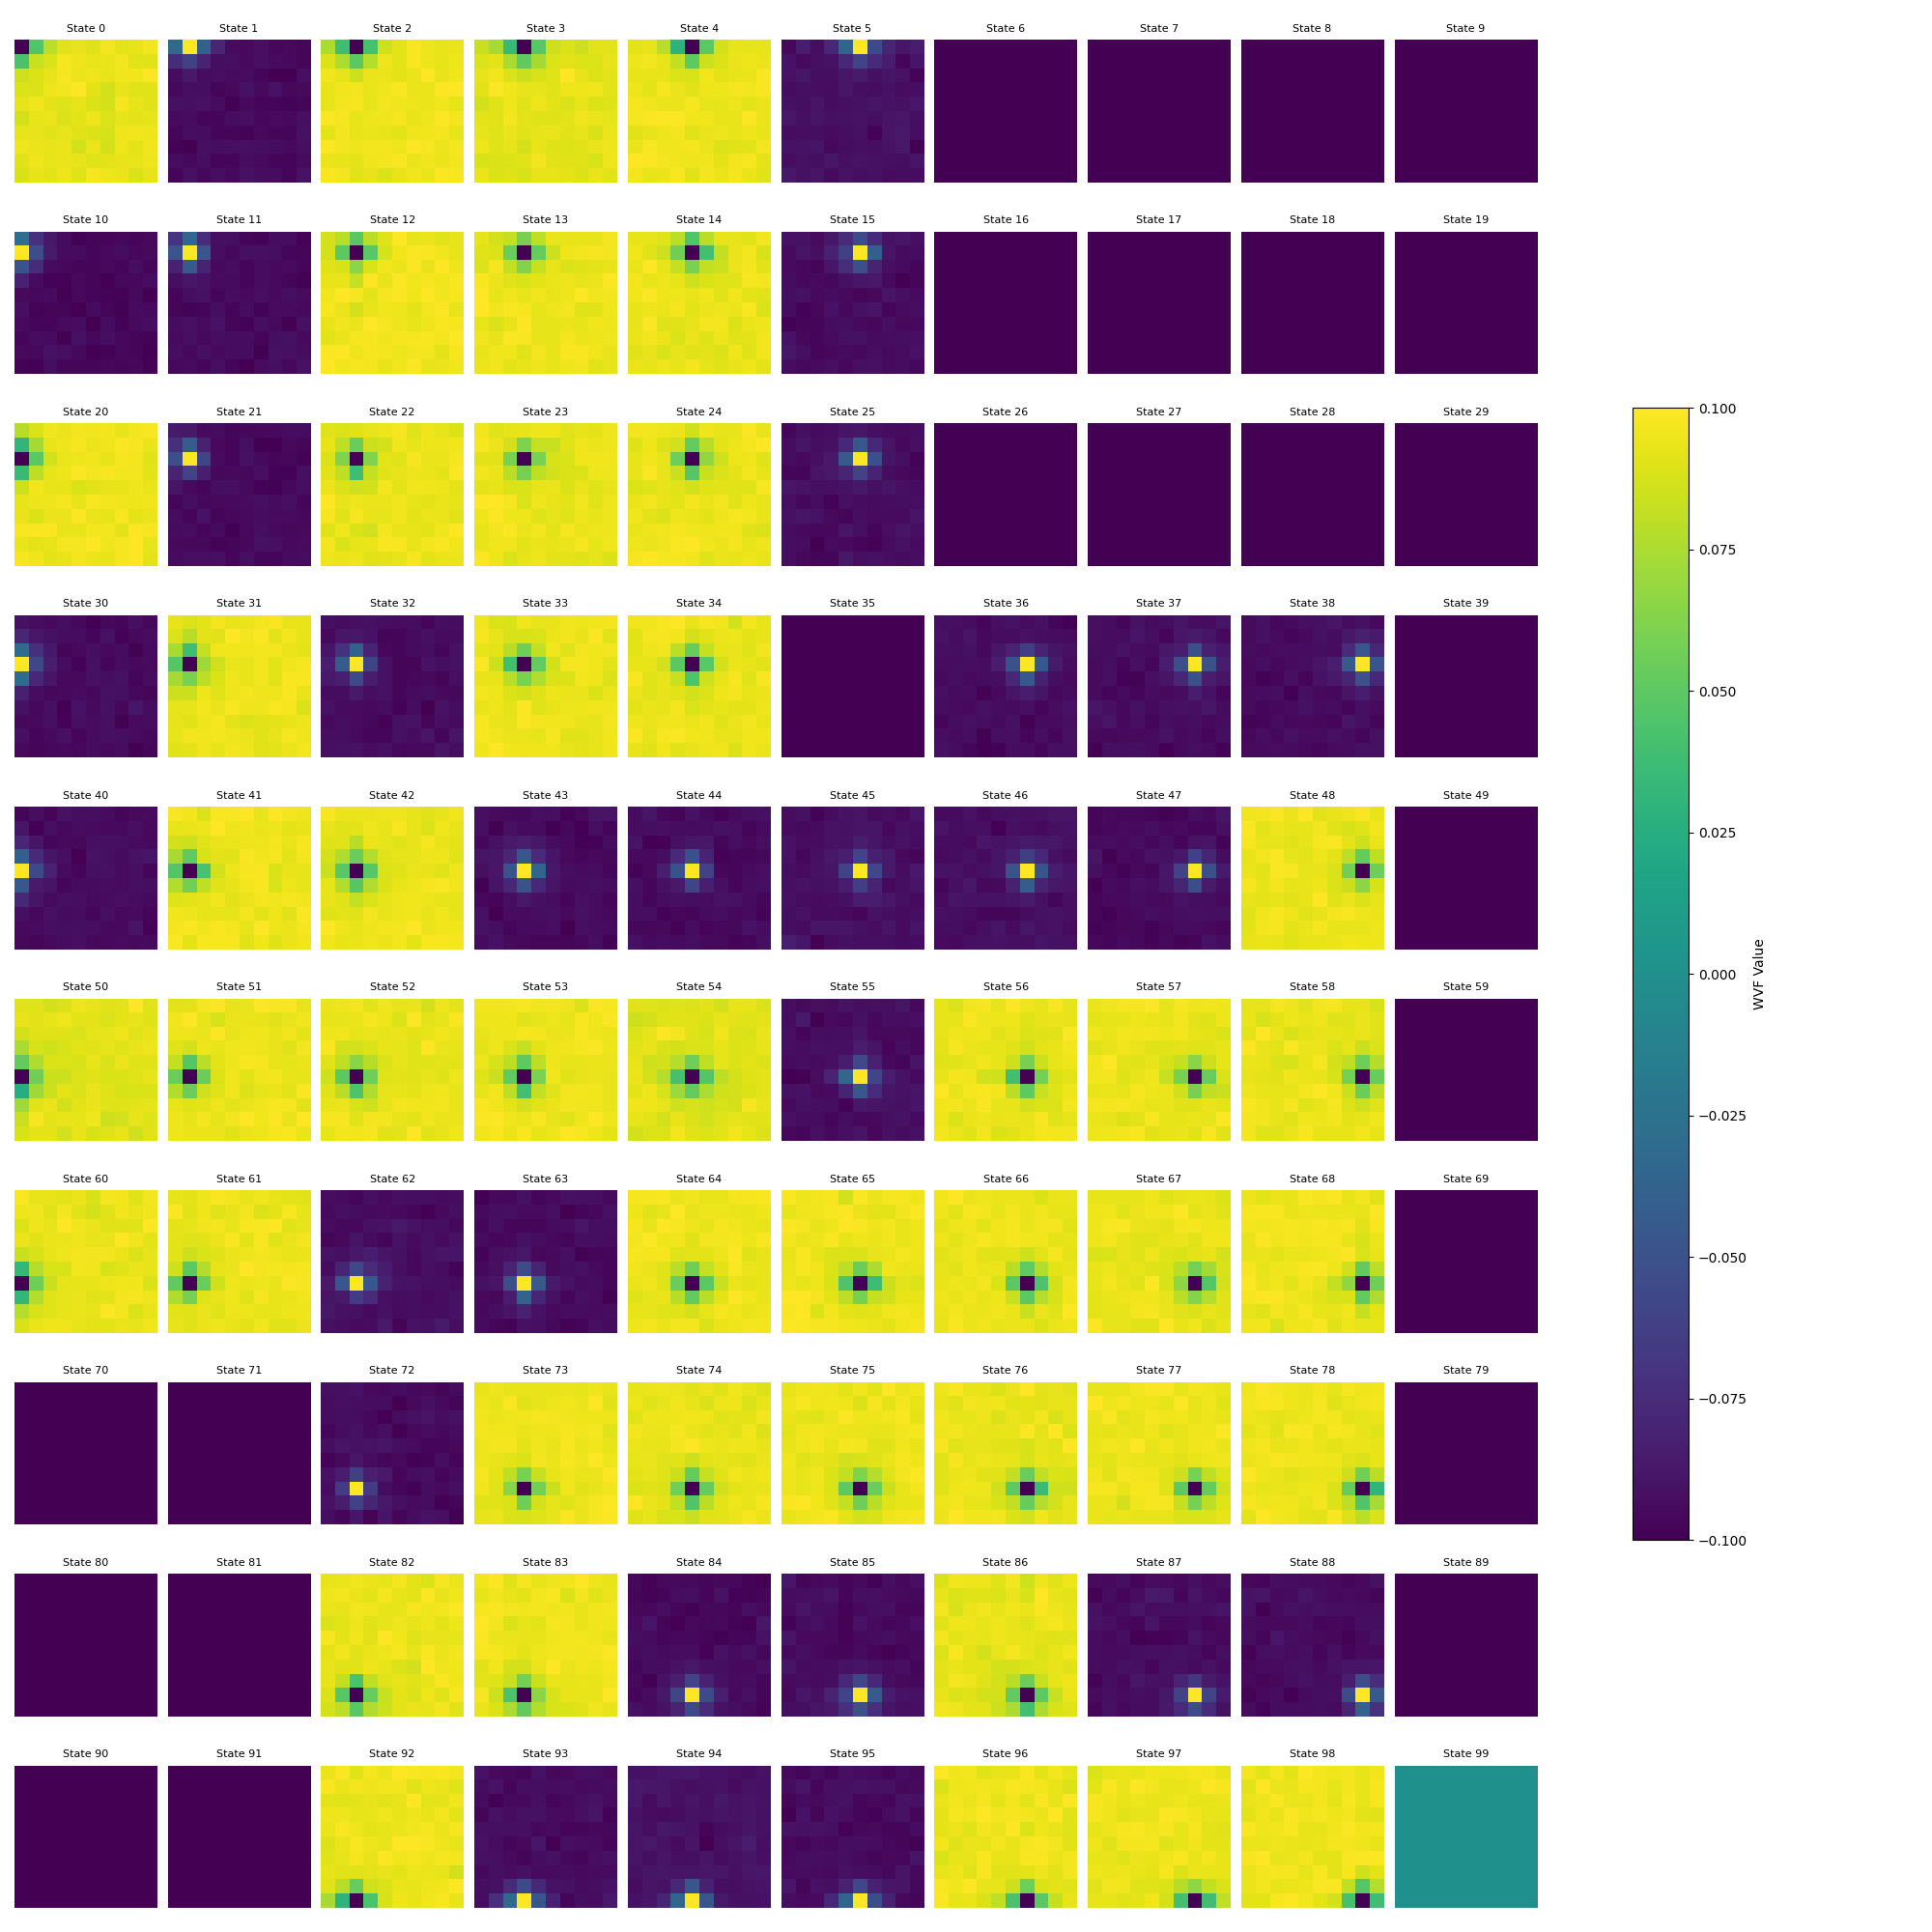 State 0 State 1 State 2 State 3 State 4 State 5 State 6 State 7 State 8 State 9
State 10 State 11 State 12 State 13 State 14 State 15 State 16 State 17 State 18 State 19
State 20 State 21 State 22 State 23 State 24 State 25 State 26 State 27 State 28 State 29
0.100
0.075
State 30 State 31 State 32 State 33 State 34 State 35 State 36 State 37 State 38 State 39
0.050
State 40 State 41 State 42 State 43 State 44 State 45 State 46 State 47 State 48 State 49
0.025
0.000
WVF Value
State 50 State 51 State 52 State 53 State 54 State 55 State 56 State 57 State 58 State 59
−0.025
State 60 State 61 State 62 State 63 State 64 State 65 State 66 State 67 State 68 State 69
−0.050
State 70 State 71 State 72 State 73 State 74 State 75 State 76 State 77 State 78 State 79
−0.075
−0.100
State 80 State 81 State 82 State 83 State 84 State 85 State 86 State 87 State 88 State 89
State 90 State 91 State 92 State 93 State 94 State 95 State 96 State 97 State 98 State 99